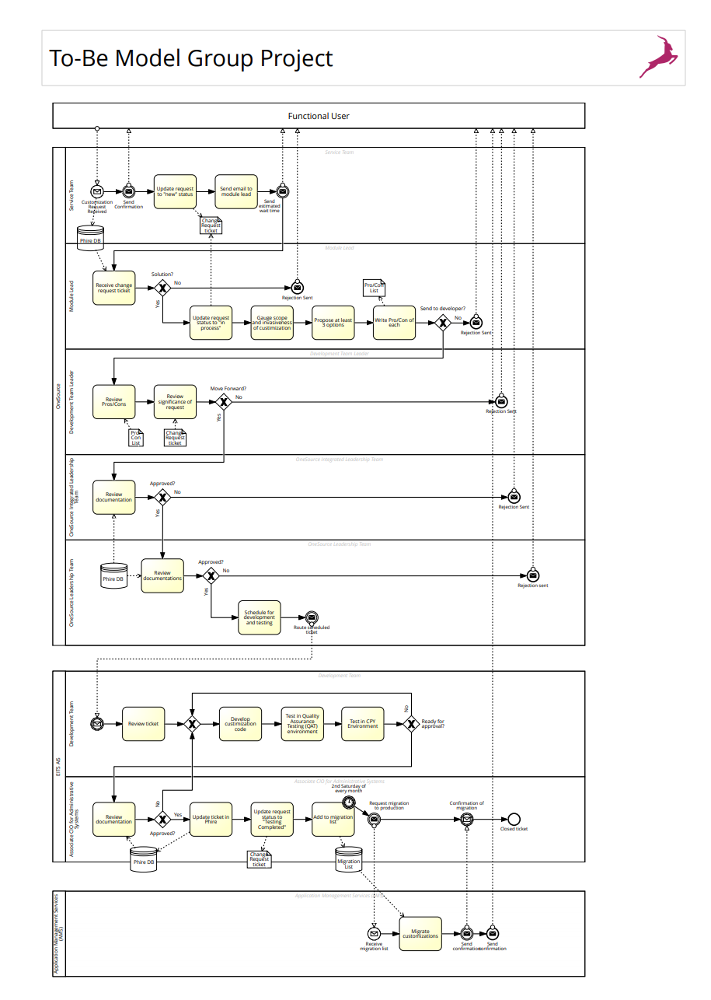 To-Be Model Group Project
Functional User
Service Team
Service Team
Customization
Request
Received
Send
Confirmation
Update request
to "new" status
Send email to
module lead
Send
estimated
wait time
Change
Request
ticket
Phire DB
OneSource
Module Lead
Module Lead
Receive change
request ticket
Solution?
No
Yes
Rejection Sent
Update request
status to "in
process"
Gauge scope
and invasiveness
of custimization
Propose at least
3 options
Pro/Con
List
Write Pro/Con of
each
Send to developer?
No
Rejection Sent
Development Team Leader
Development Team Leader
Review
Pros/Cons
Review
significance of
request
Move Forward?
No
Yes
Rejection Sent
Pro/
Con
List
Change
Request
ticket
OneSource Integrated Leadership Team
OneSource Integrated Leadership
Team
Review
documentation
Approved?
No
Yes
Rejection Sent
OneSource Leadership Team
OneSource Leadership Team
Phire DB
Review
documentations
Approved?
No
Yes
Rejection sent
Schedule for
development
and testing
Route scheduled
ticket
EITS AIS
Development Team
Development Team
Review ticket
Develop
custimization
code
Test in Quality
Assurance
Testing (QAT)
environment
Test in CPY
Environment
No
Ready for
approval?
Associate CIO for Administrative Systems
Associate CIO for Administrative
Systems
2nd Saturday of
every month
Review
documentation
No
Yes
Approved?
Update ticket in
Phire
Update request
status to
"Testing
Completed"
Add to migration
list
Request migration
to production
Confirmation of
migration
Closed ticket
Phire DB
Change
Request
ticket
Migration
List
Application Management Services (AMS)
Application Management Services
(AMS)
Receive
migration list
Migrate
customizations
Send
confirmation
Send
confirmation